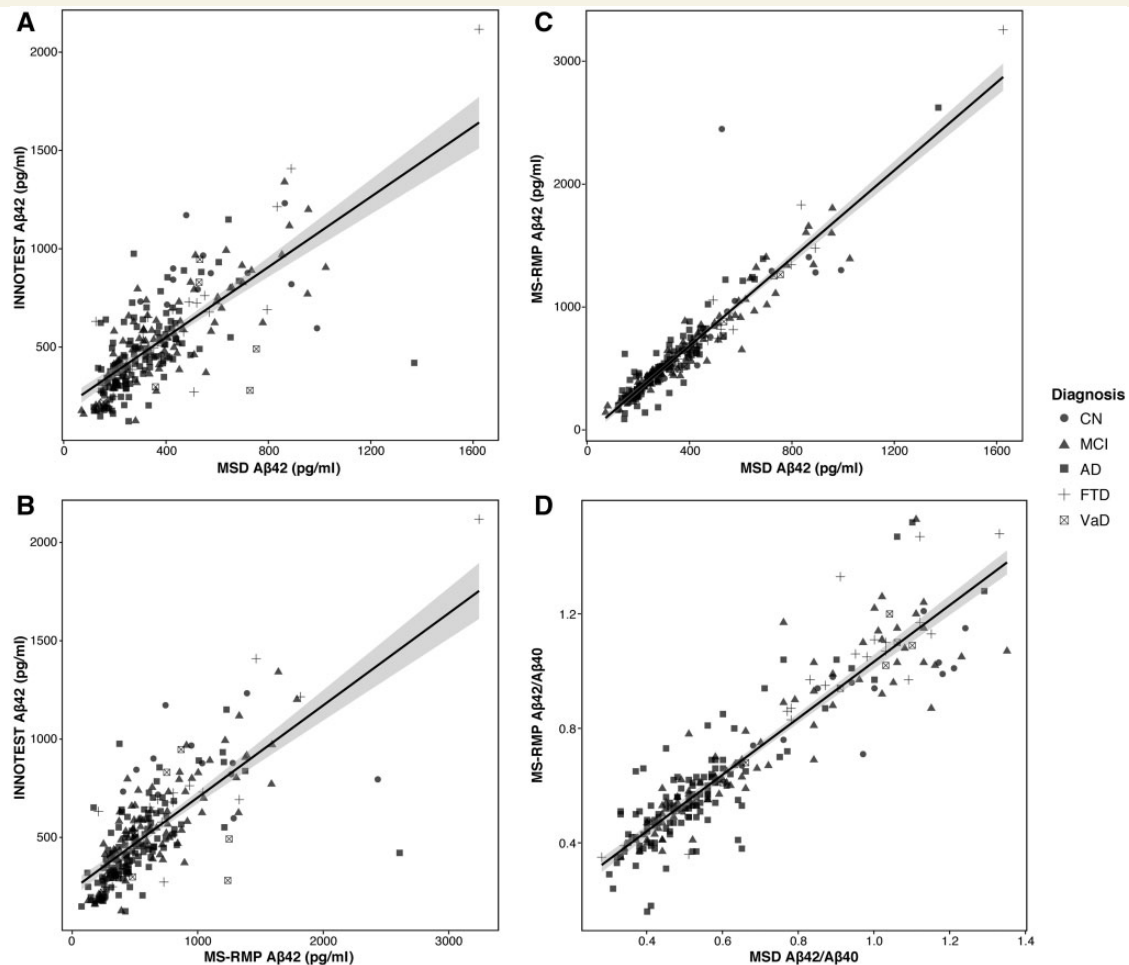 A
INNOTEST Aβ42 (pg/ml)
2000
1500
1000
500
0
400
800
1200
1600
MSD Aβ42 (pg/ml)
C
MS-RMP Aβ42 (pg/ml)
3000
2000
1000
0
0
400
800
1200
1600
MSD Aβ42 (pg/ml)
B
INNOTEST Aβ42 (pg/ml)
2000
1500
1000
500
0
1000
2000
3000
MS-RMP Aβ42 (pg/ml)
D
MS-RMP Aβ42/Aβ40
1.2
0.8
0.4
0.4
0.6
0.8
1.0
1.2
1.4
MSD Aβ42/Aβ40
Diagnosis
CN
MCI
AD
FTD
VaD